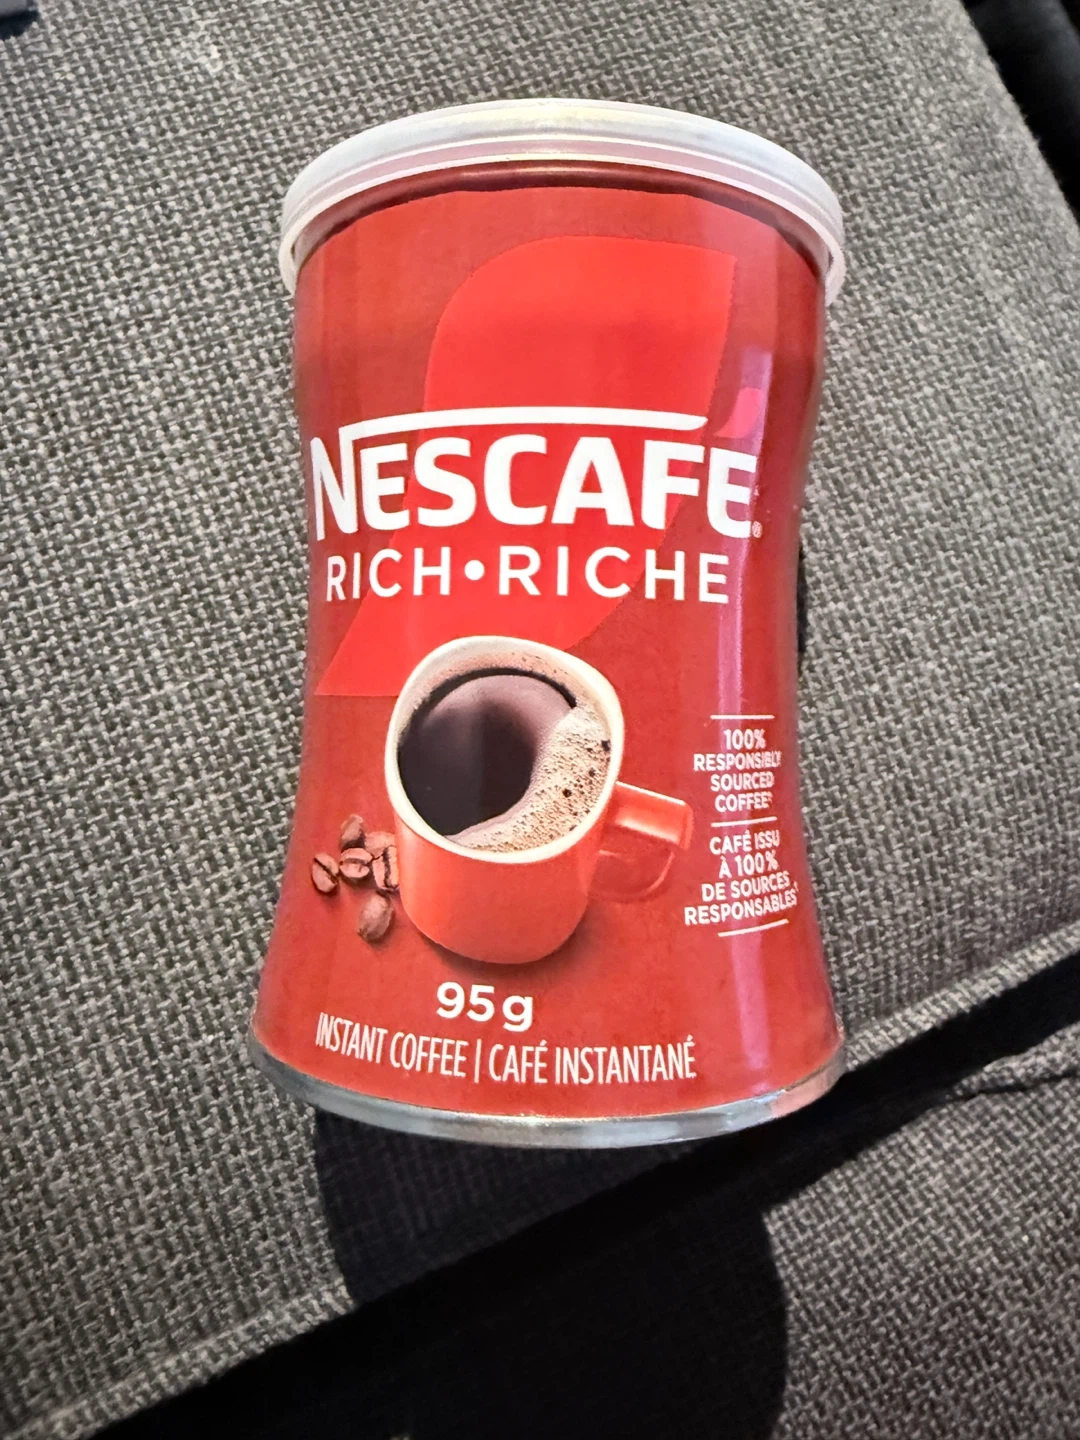 NESCAFÉ®
RICH•RICHE
100%
RESPONSIBLY
SOURCED
COFFEE*
CAFÉ ISSU
À 100%
DE SOURCES
RESPONSABLES*
95g
INSTANT COFFEE | CAFÉ INSTANTANÉ